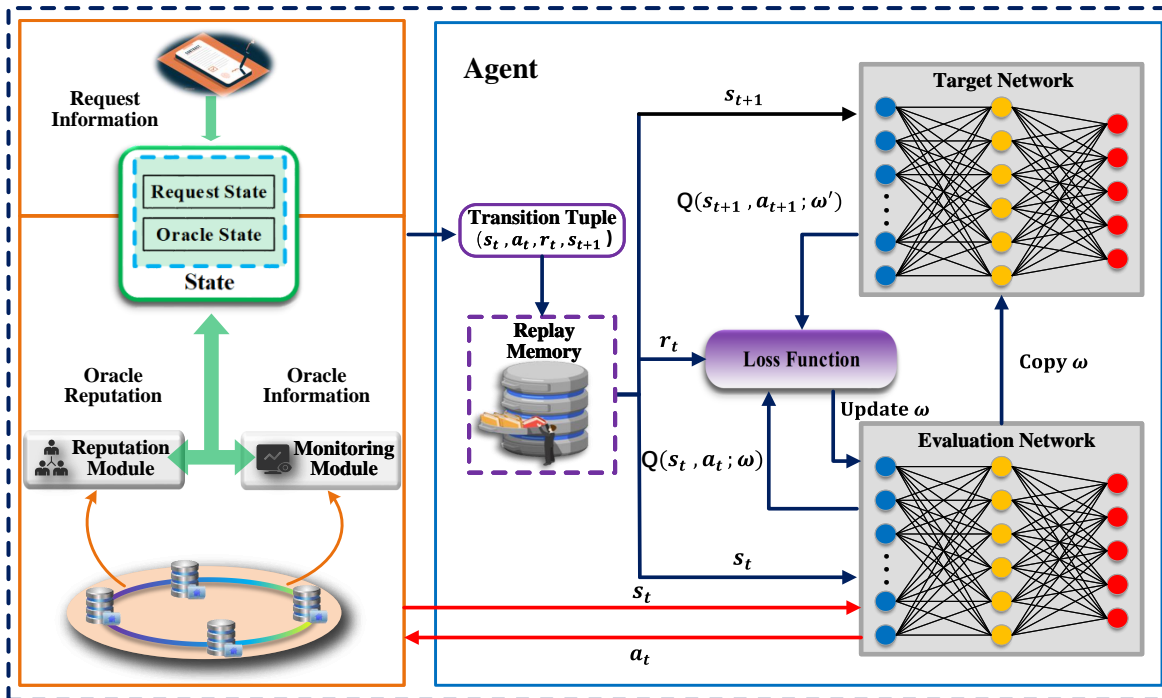 Request
Information
Request State
Oracle State
State
Oracle
Reputation
Oracle
Information
Reputation
Module
Monitoring
Module
Agent
Transition Tuple
(s_t, a_t, r_t, s_{t+1})
Replay
Memory
s_{t+1}
Q(s_{t+1}, a_{t+1}; ω′)
r_t
Loss Function
Update ω
Q(s_t, a_t; ω)
s_t
s_t
a_t
Target Network
Copy ω
Evaluation Network